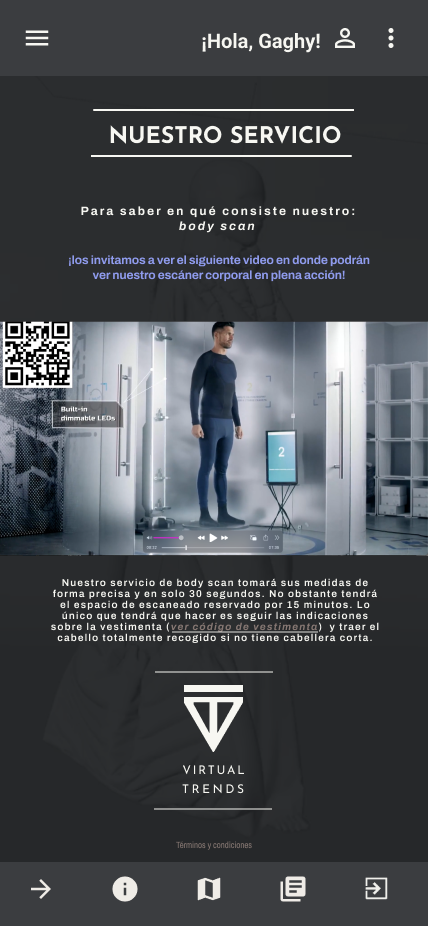 ¡Hola, Gaghy!
NUESTRO SERVICIO
Para saber en qué consiste nuestro:
body scan
¡los invitamos a ver el siguiente video en donde podrán
ver nuestro escáner corporal en plena acción!
Built-in
dimmable LEDs
2
Nuestro servicio de body scan tomará sus medidas de
forma precisa y en solo 30 segundos. No obstante tendrá
el espacio de escaneado reservado por 15 minutos. Lo
único que tendrá que hacer es seguir las indicaciones
sobre la vestimenta (ver código de vestimenta) y traer el
cabello totalmente recogido si no tiene cabellera corta.
VIRTUAL
TRENDS
Términos y condiciones